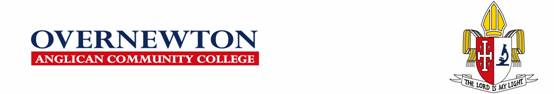 OVERNEWTON
ANGLICAN COMMUNITY COLLEGE
THE LORD IS MY LIGHT